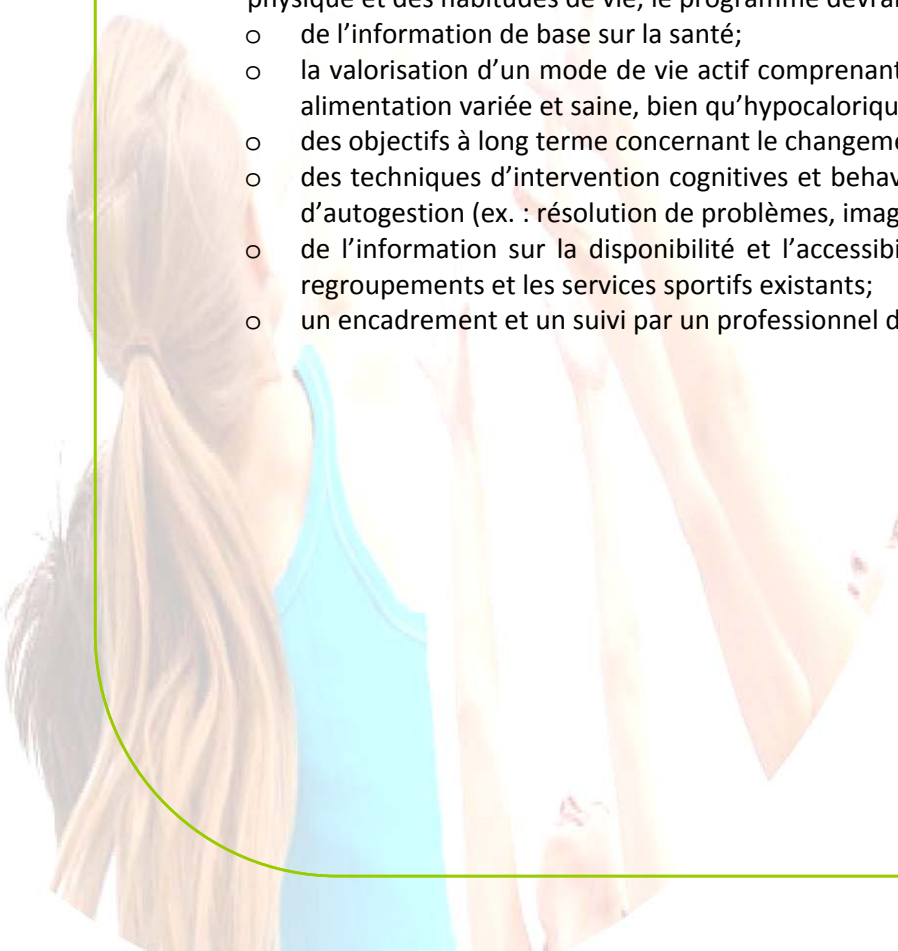 physique et des habitudes de vie, le programme devrai
o de l'information de base sur la santé;
o la valorisation d'un mode de vie actif comprenant
alimentation variée et saine, bien qu'hypocaloriqu
o des objectifs à long terme concernant le changeme
o des techniques d'intervention cognitives et behav
d'autogestion (ex. : résolution de problèmes, imag
o de l'information sur la disponibilité et l'accessibi
regroupements et les services sportifs existants;
o un encadrement et un suivi par un professionnel d